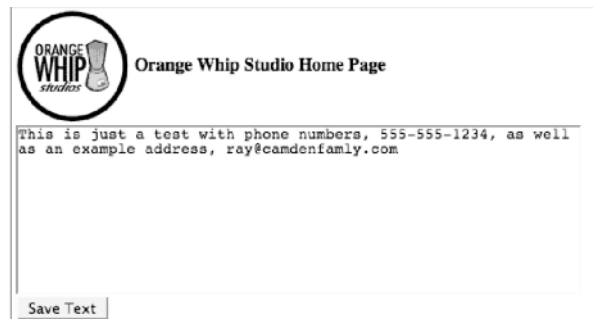 ORANGE
WHIP
studios
Orange Whip Studio Home Page
This is just a test with phone numbers, 555-555-1234, as well
as an example address, ray@camdenfamly.com
Save Text